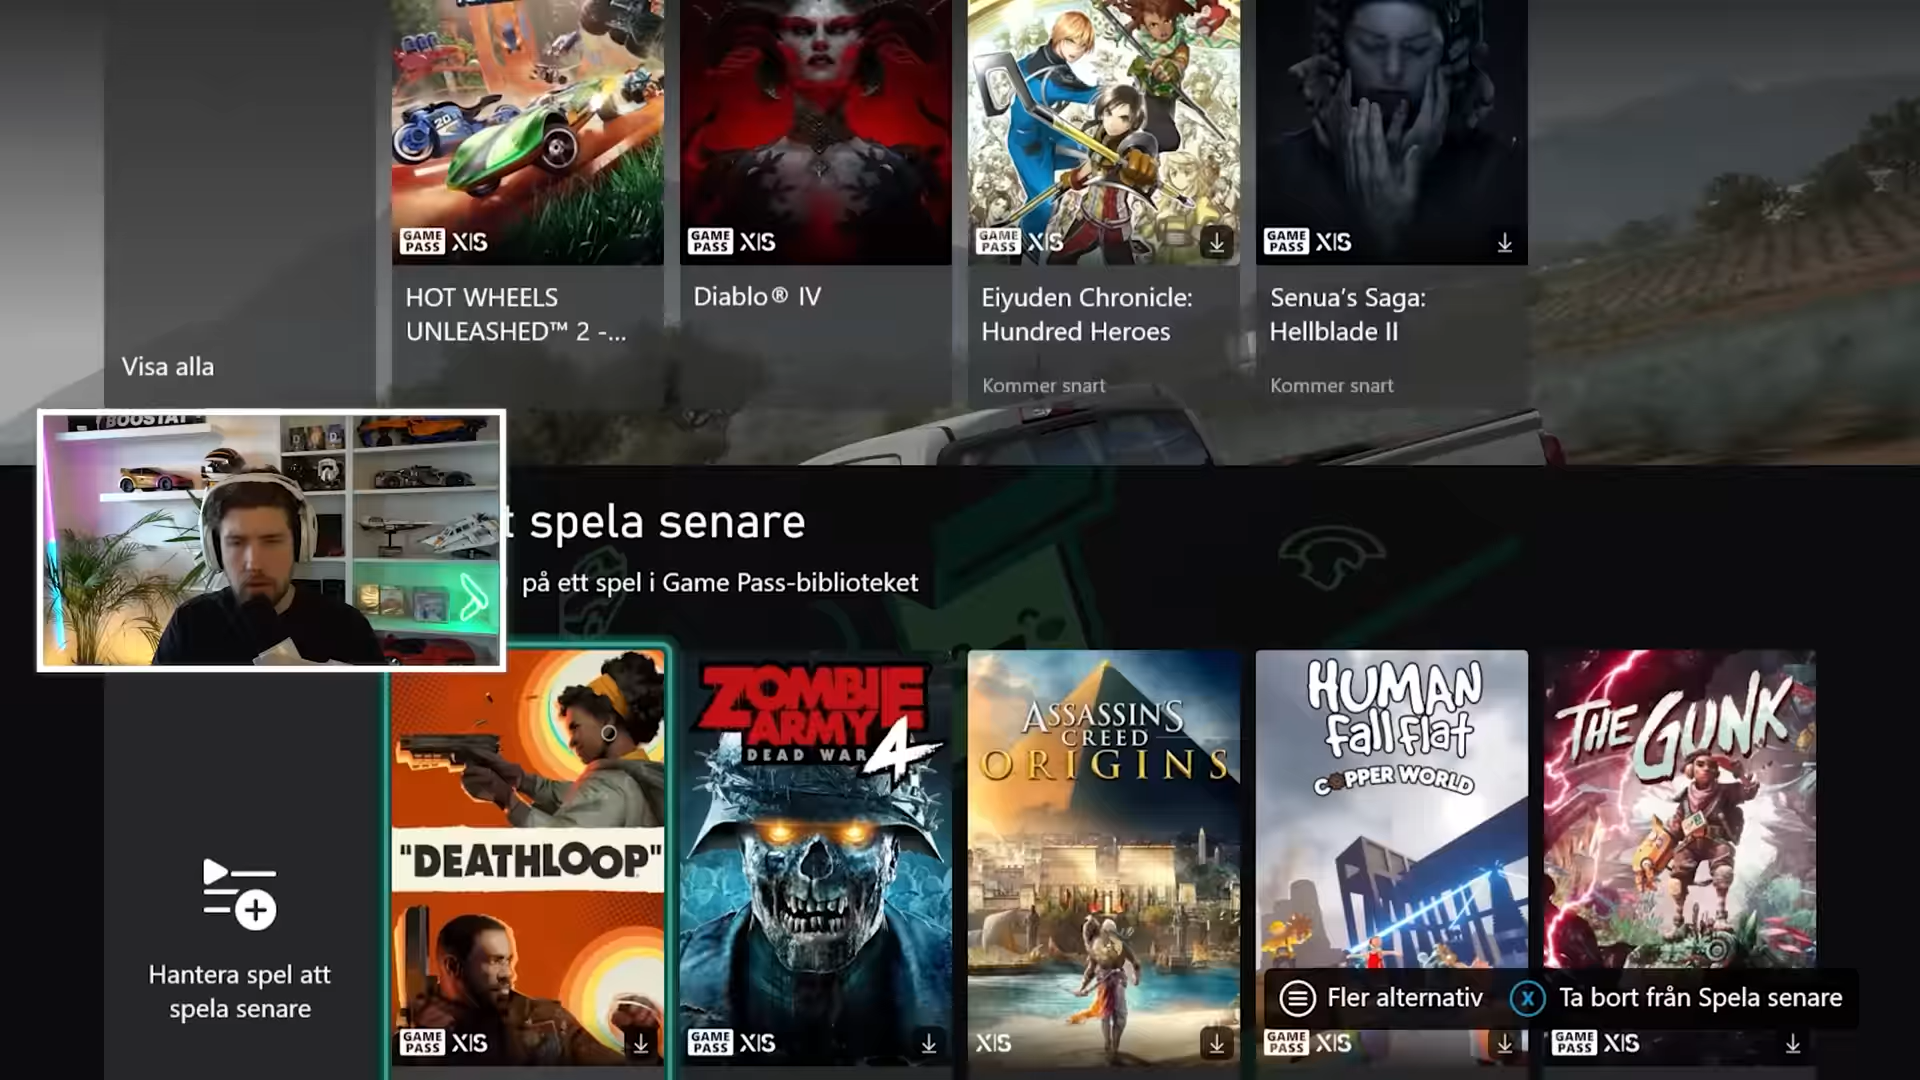 GAME PASS X|S
GAME PASS X|S
GAME PASS X|S
GAME PASS X|S
HOT WHEELS
UNLEASHED™ 2 -...
Diablo® IV
Eiyuden Chronicle:
Hundred Heroes
Senua's Saga:
Hellblade II
Visa alla
Kommer snart
Kommer snart
BOOSTAT
t spela senare
på ett spel i Game Pass-biblioteket
"DEATHLOOP"
ZOMBIE
ARMY 4
DEAD WAR
ASSASSIN'S
CREED
ORIGINS
HUMAN
fall flat
COPPER WORLD
THE GUNK
Hantera spel att
spela senare
Fler alternativ
X Ta bort från Spela senare
GAME PASS X|S
GAME PASS X|S
X|S
GAME PASS X|S
GAME PASS X|S